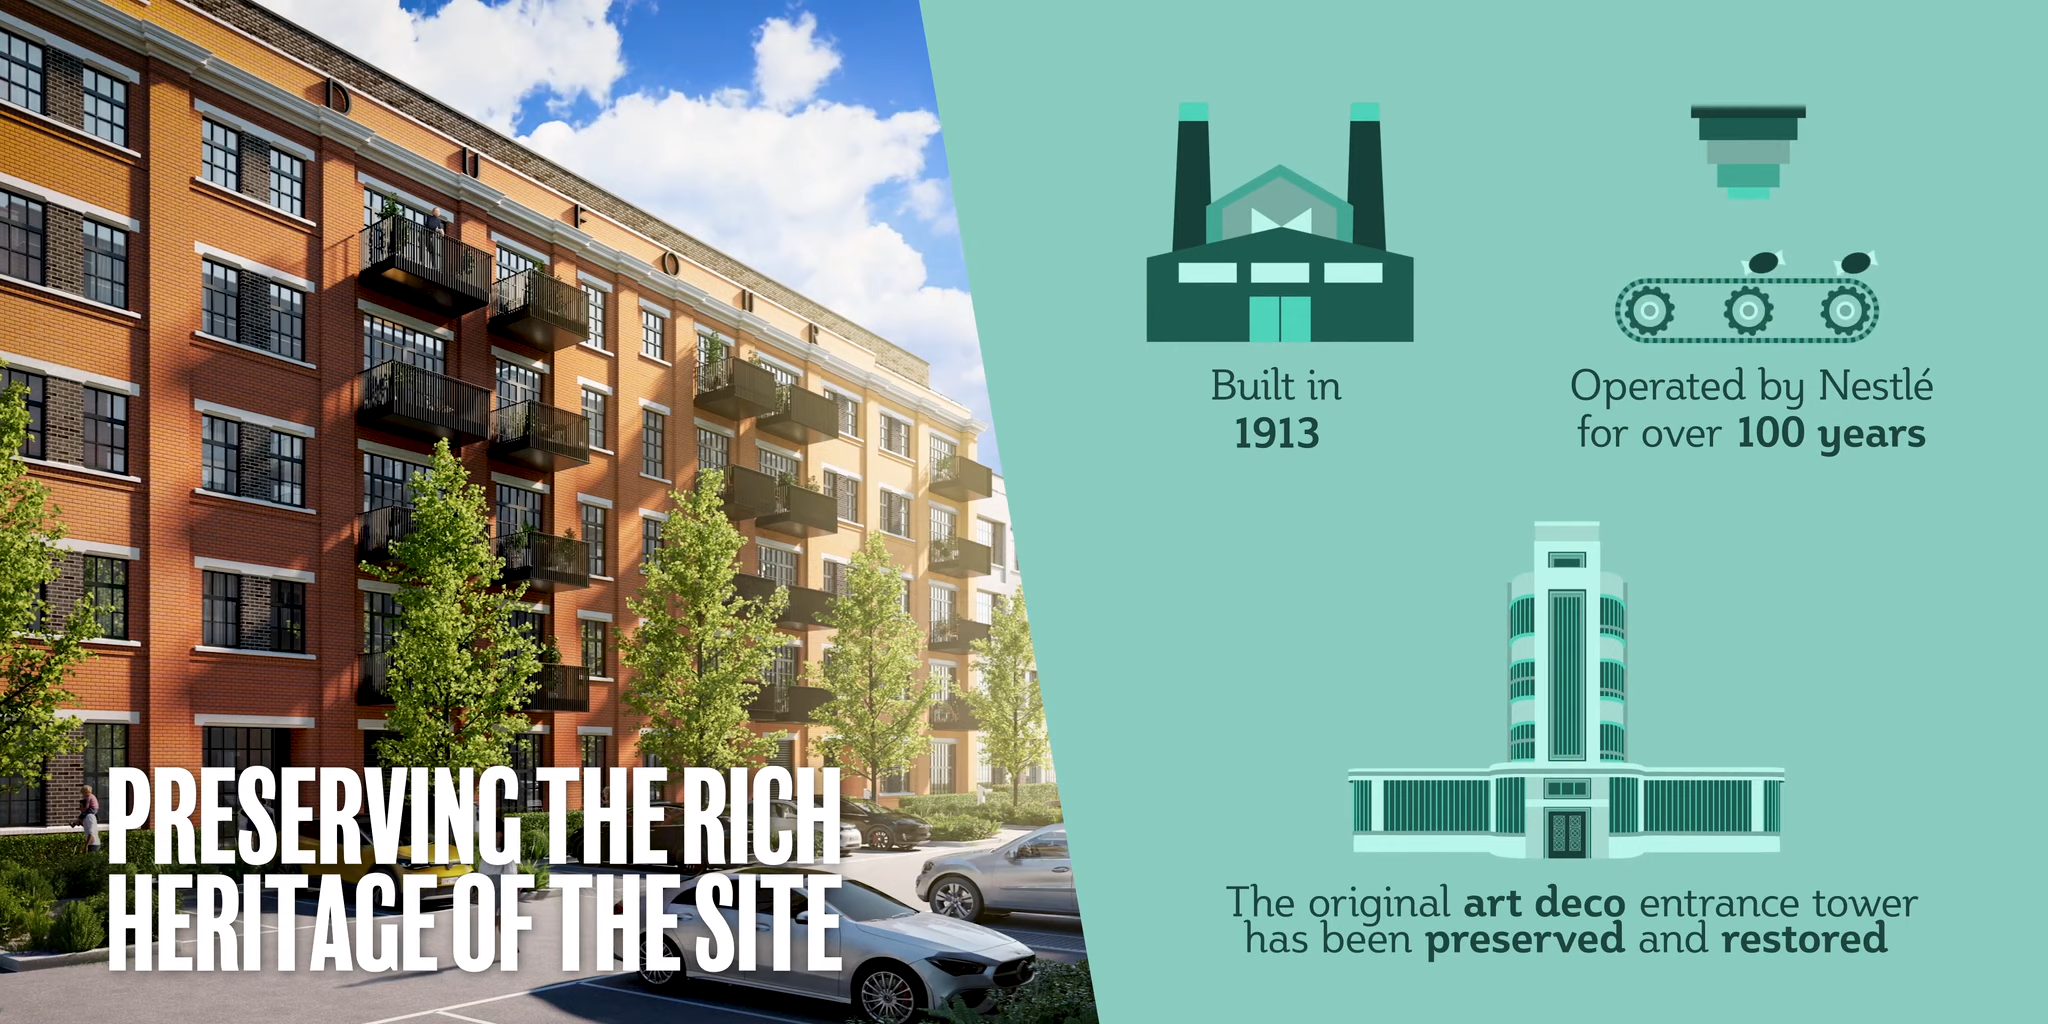 DUFOUR
PRESERVING THE RICH
HERITAGE OF THE SITE
Built in
1913
Operated by Nestlé
for over 100 years
The original art deco entrance tower
has been preserved and restored